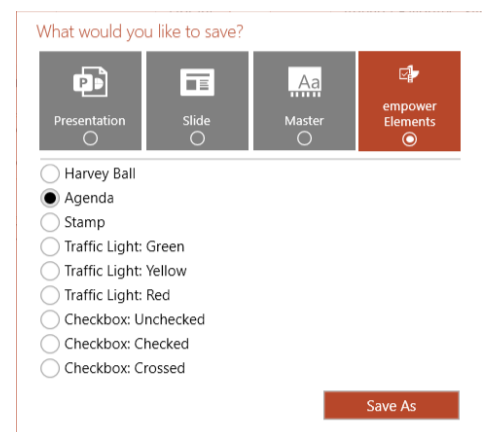 What would you like to save?
Presentation
Slide
Aa
Master
empower
Elements
Harvey Ball
Agenda
Stamp
Traffic Light: Green
Traffic Light: Yellow
Traffic Light: Red
Checkbox: Unchecked
Checkbox: Checked
Checkbox: Crossed
Save As